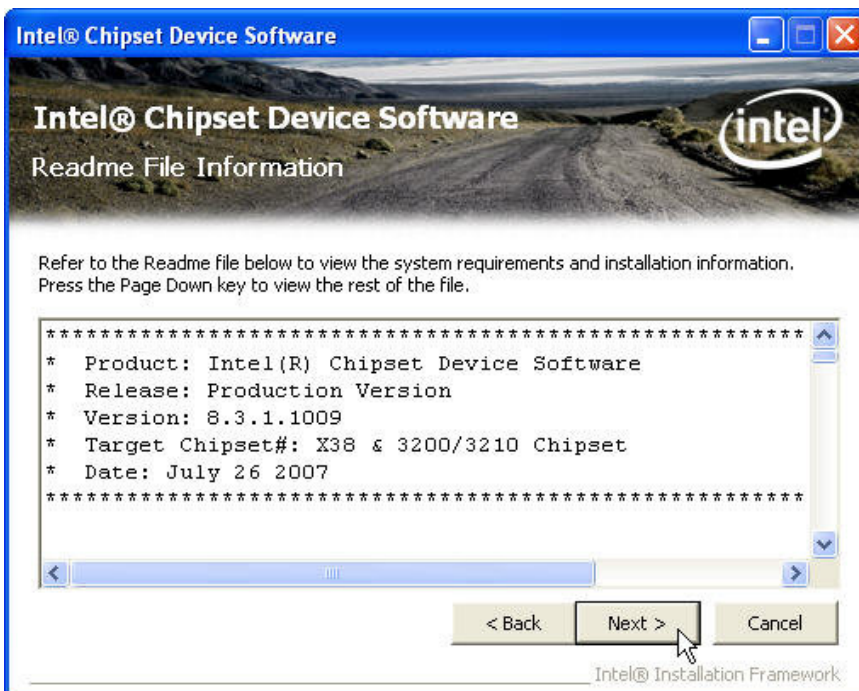 Intel® Chipset Device Software
Intel® Chipset Device Software
intel
Readme File Information
Refer to the Readme file below to view the system requirements and installation information.
Press the Page Down key to view the rest of the file.
*********************************************************
* Product: Intel(R) Chipset Device Software
* Release: Production Version
* Version: 8.3.1.1009
* Target Chipset#: X38 & 3200/3210 Chipset
* Date: July 26 2007
*********************************************************
< Back Next > Cancel
Intel® Installation Framework